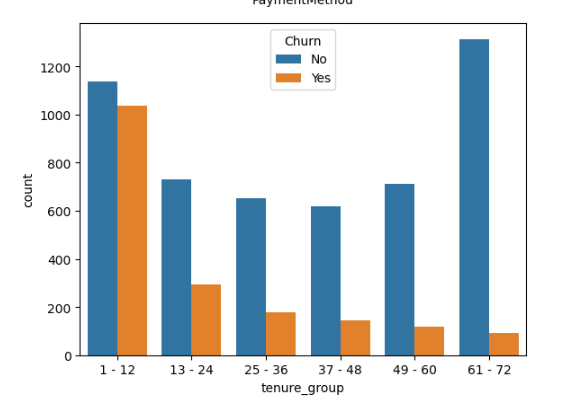 PaymentMethod
Churn
No
Yes
1200
1000
800
600
400
200
0
count
1 - 12 13 - 24 25 - 36 37 - 48 49 - 60 61 - 72
tenure_group